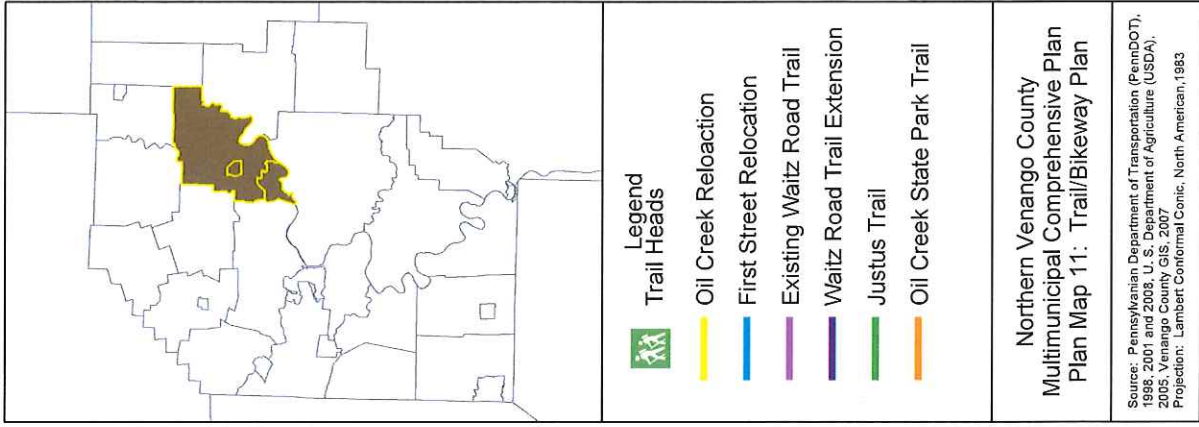 Legend
Trail Heads
Oil Creek Reloaction
First Street Relocation
Existing Waitz Road Trail
Waitz Road Trail Extension
Justus Trail
Oil Creek State Park Trail
Northern Venango County
Multimunicipal Comprehensive Plan
Plan Map 11: Trail/Bikeway Plan
Source: Pennsylvanian Department of Transportation (PennDOT),
1998, 2001 and 2008, U. S. Department of Agriculture (USDA),
2005, Venango County GIS, 2007
Projection: Lambert Conformal Conic, North American,1983